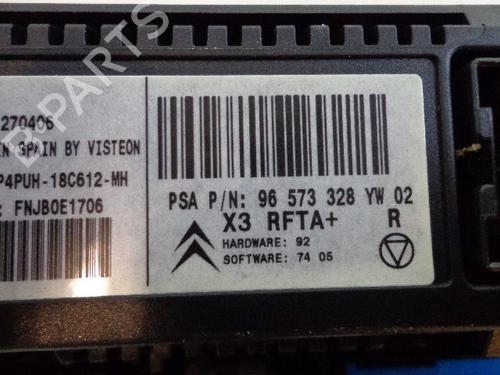 270406
IN SPAIN BY VISTEON
P4PUH-18C612-MH
: FNJB0E1706
PSA P/N: 96 573 328 YW 02
X3 RFTA+ R
HARDWARE: 92
SOFTWARE: 74 05
B-PARTS